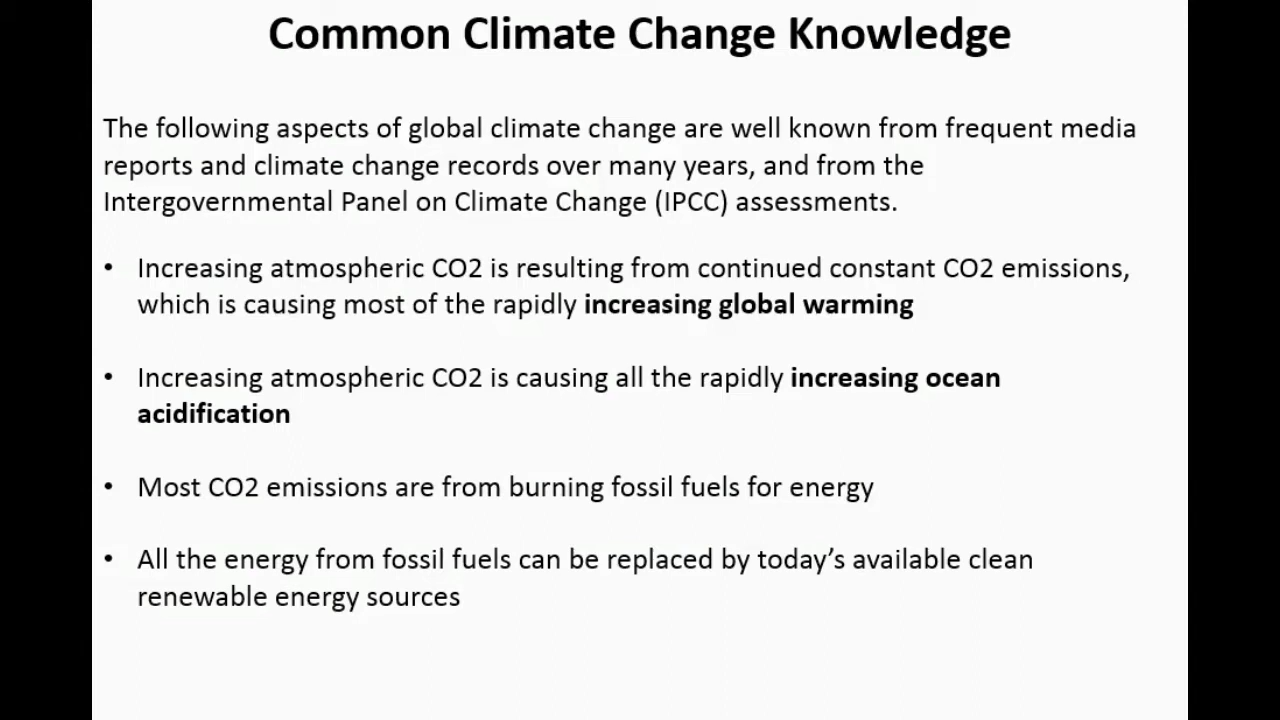 Common Climate Change Knowledge
The following aspects of global climate change are well known from frequent media
reports and climate change records over many years, and from the
Intergovernmental Panel on Climate Change (IPCC) assessments.
• Increasing atmospheric CO2 is resulting from continued constant CO2 emissions,
which is causing most of the rapidly increasing global warming
• Increasing atmospheric CO2 is causing all the rapidly increasing ocean
acidification
• Most CO2 emissions are from burning fossil fuels for energy
• All the energy from fossil fuels can be replaced by today’s available clean
renewable energy sources